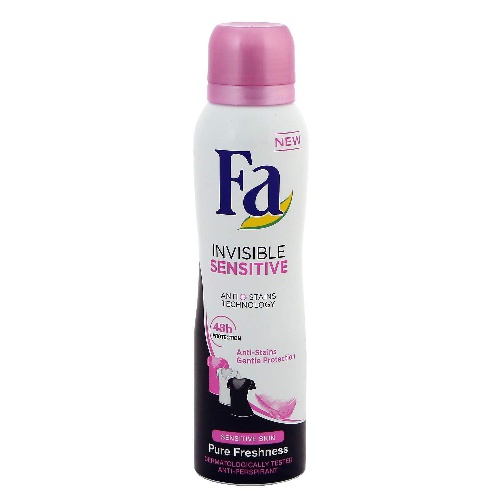 NEW
Fa
INVISIBLE
SENSITIVE
ANTI STAINS
TECHNOLOGY
48h
PROTECTION
Anti-Stains
Gentle Protection
SENSITIVE SKIN
Pure Freshness
DERMATOLOGICALLY TESTED
ANTI-PERSPIRANT